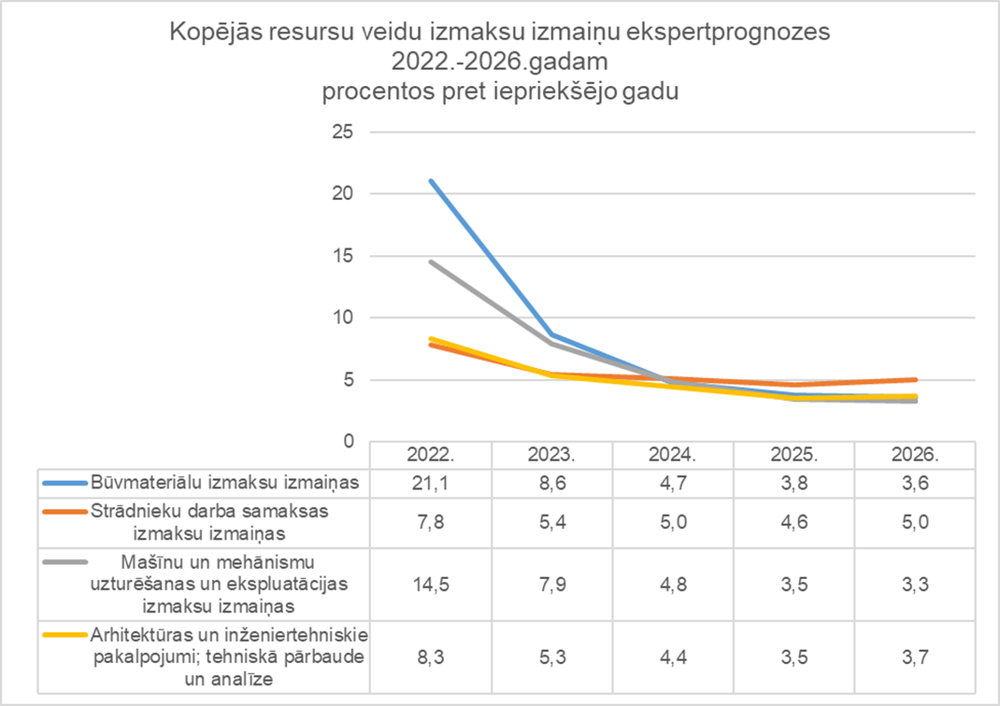 Kopējās resursu veidu izmaksu izmaiņu ekspertprognozes
2022.-2026.gadam
procentos pret iepriekšējo gadu
25
20
15
10
5
0
2022. 2023. 2024. 2025. 2026.
Būvmateriālu izmaksu izmaiņas 21,1 8,6 4,7 3,8 3,6
Strādnieku darba samaksas
izmaksu izmaiņas 7,8 5,4 5,0 4,6 5,0
Mašīnu un mehānismu
uzturēšanas un ekspluatācijas 14,5 7,9 4,8 3,5 3,3
izmaksu izmaiņas
Arhitektūras un inženiertehniskie
pakalpojumi; tehniskā pārbaude 8,3 5,3 4,4 3,5 3,7
un analīze